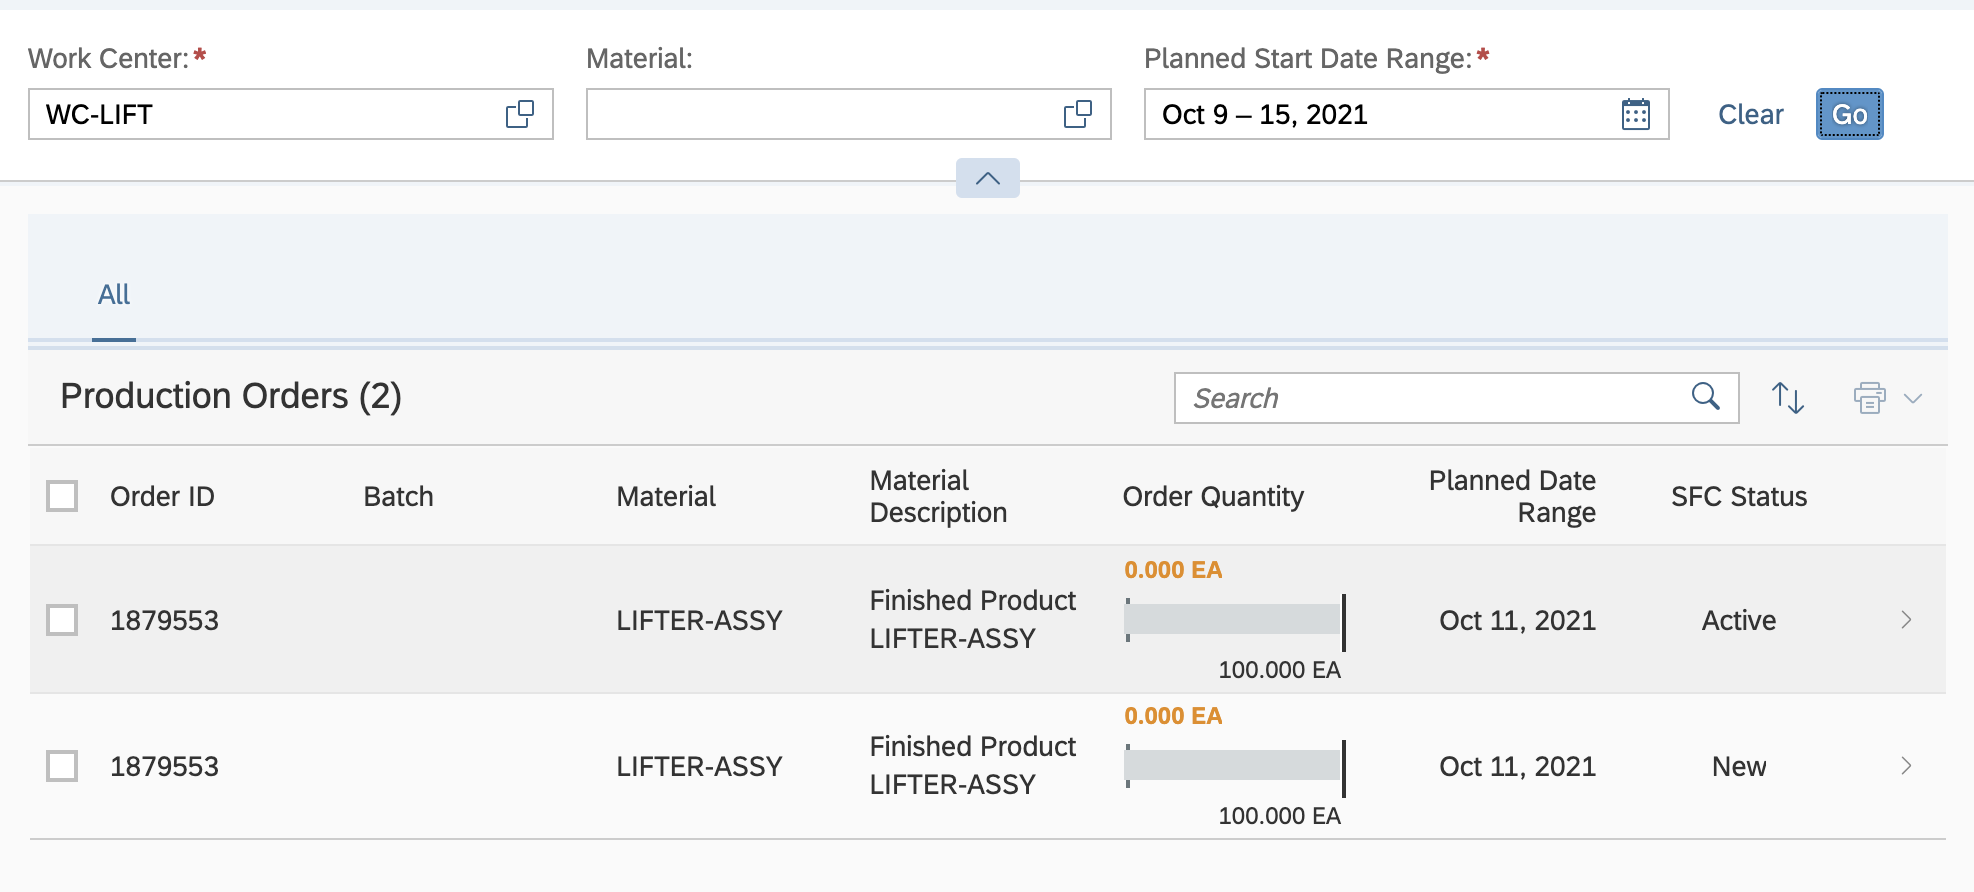 Work Center:*
Material:
Planned Start Date Range:*
WC-LIFT
Oct 9 – 15, 2021
Clear
Go
All
Production Orders (2)
Search
Order ID
Batch
Material
Material
Description
Order Quantity
Planned Date
Range
SFC Status
1879553
LIFTER-ASSY
Finished Product
LIFTER-ASSY
0.000 EA
100.000 EA
Oct 11, 2021
Active
1879553
LIFTER-ASSY
Finished Product
LIFTER-ASSY
0.000 EA
100.000 EA
Oct 11, 2021
New